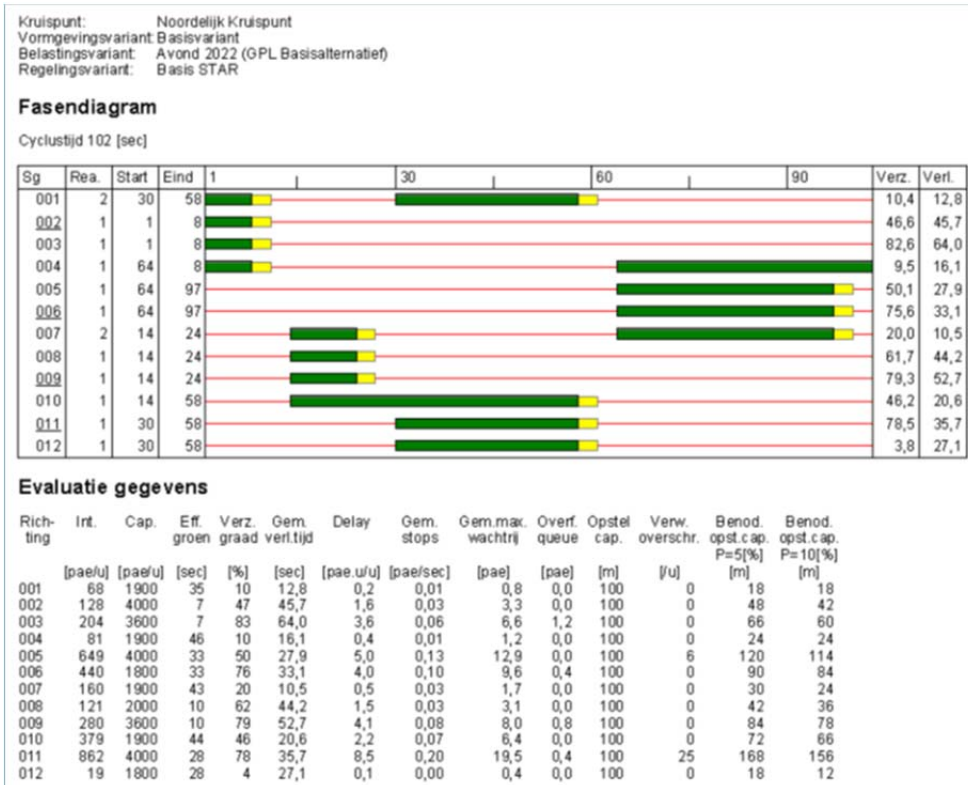 Kruispunt: Noordelijk Kruispunt
Vormgevingsvariant: Basisvariant
Belastingsvariant: Avond 2022 (GPL Basisalternatief)
Regelingsvariant: Basis STAR
Fasendiagram
Cyclustijd 102 [sec]
Sg Rea. Start Eind 1 30 60 90 Verz. Verl.
001 2 30 58 10,4 12,8
002 1 1 8 46,6 45,7
003 1 1 8 82,6 64,0
004 1 64 8 9,5 16,1
005 1 64 97 50,1 27,9
006 1 64 97 75,6 33,1
007 2 14 24 20,0 10,5
008 1 14 24 61,7 44,2
009 1 14 24 79,3 52,7
010 1 14 58 46,2 20,6
011 1 30 58 78,5 35,7
012 1 30 58 3,8 27,1
Evaluatie gegevens
Rich- Int. Cap. Eff. Verz. Gem. Delay Gem. Gem.max. Overf. Opstel Verw. Benod. Benod.
ting groen graad verl.tijd stops wachtrij queue cap. overschr. opst.cap. opst.cap.
P=5[%] P=10[%]
[pae/u] [pae/u] [sec] [%] [sec] [pae.u/u] [pae/sec] [pae] [pae] [m] [/u] [m] [m]
001 68 1900 35 10 12,8 0,2 0,01 0,8 0,0 100 0 18 18
002 128 4000 7 47 45,7 1,6 0,03 3,3 0,0 100 0 48 42
003 204 3600 7 83 64,0 3,6 0,06 6,6 1,2 100 0 66 60
004 81 1900 46 10 16,1 0,4 0,01 1,2 0,0 100 0 24 24
005 649 4000 33 50 27,9 5,0 0,13 12,9 0,0 100 6 120 114
006 440 1800 33 76 33,1 4,0 0,10 9,6 0,4 100 0 90 84
007 160 1900 43 20 10,5 0,5 0,03 1,7 0,0 100 0 30 24
008 121 2000 10 62 44,2 1,5 0,03 3,1 0,0 100 0 42 36
009 280 3600 10 79 52,7 4,1 0,08 8,0 0,8 100 0 84 78
010 379 1900 44 46 20,6 2,2 0,07 6,4 0,0 100 0 72 66
011 862 4000 28 78 35,7 8,5 0,20 19,5 0,4 100 25 168 156
012 19 1800 28 4 27,1 0,1 0,00 0,4 0,0 100 0 18 12